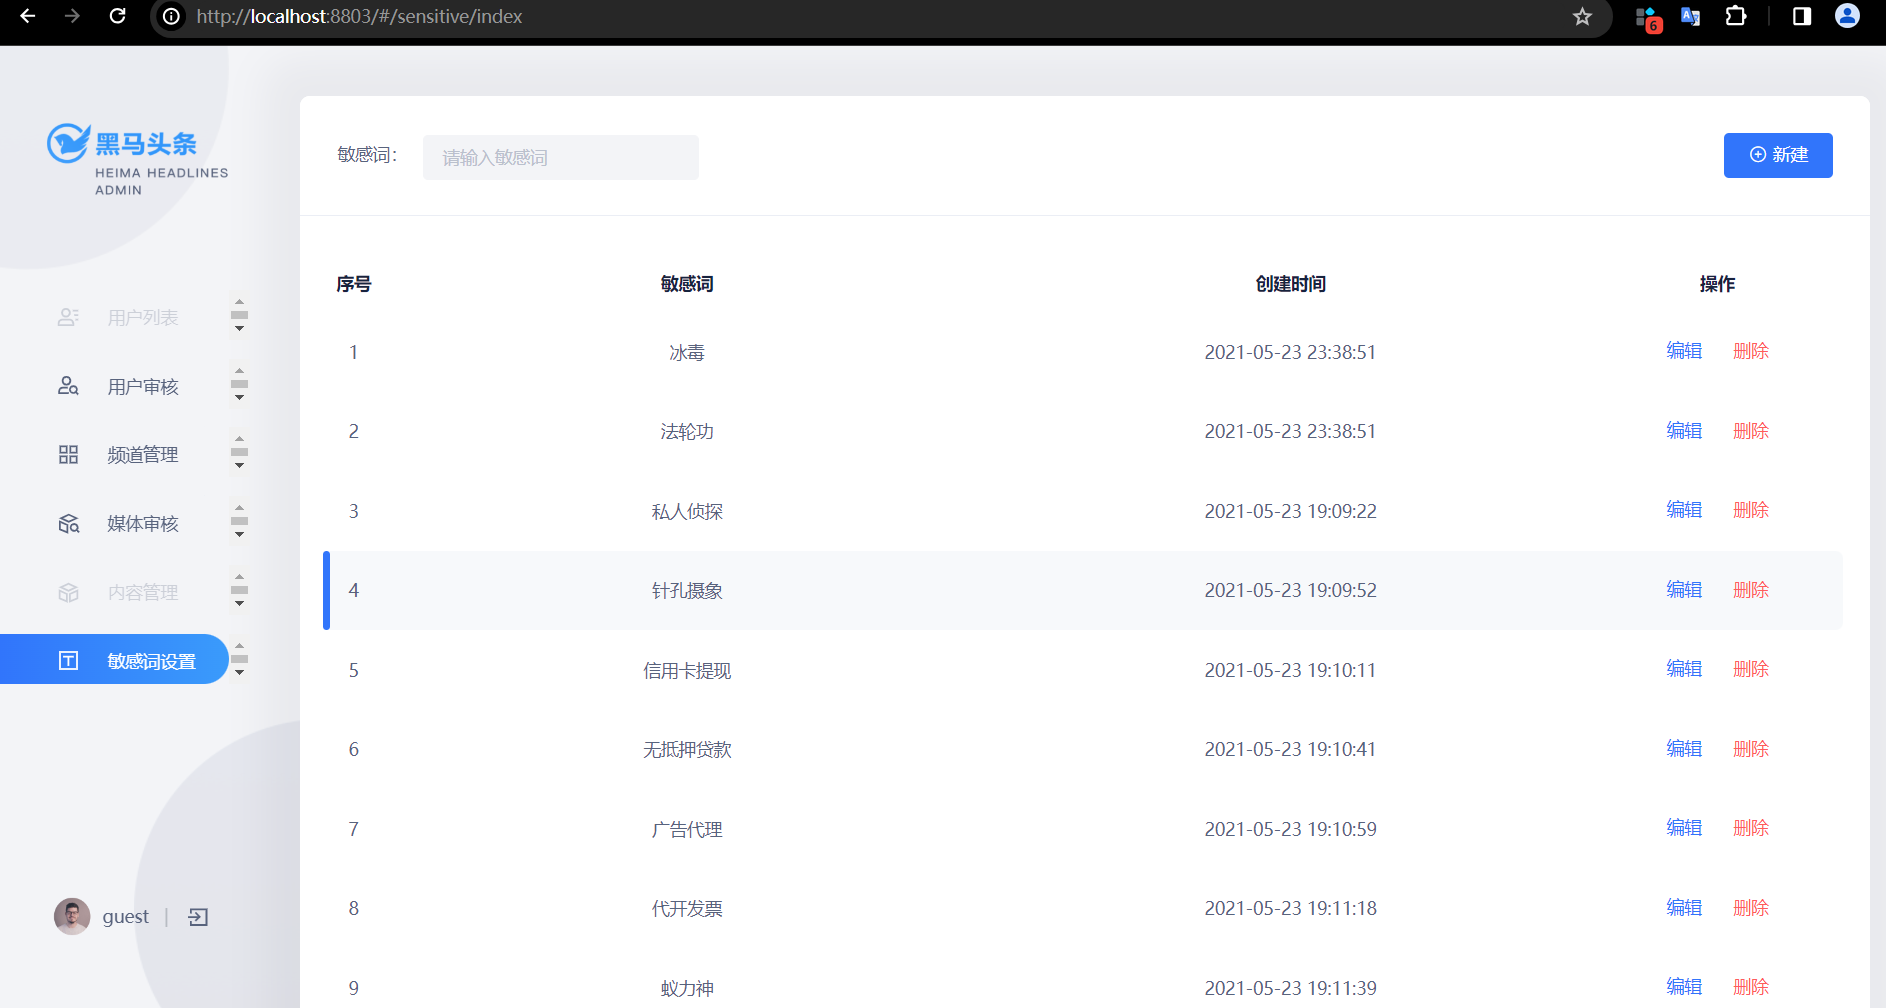 http://localhost:8803/#/sensitive/index
6
黑马头条
HEIMA HEADLINES
ADMIN
用户列表
用户审核
频道管理
媒体审核
内容管理
敏感词设置
guest
敏感词：
请输入敏感词
新建
序号 敏感词 创建时间 操作
1 冰毒 2021-05-23 23:38:51 编辑 删除
2 法轮功 2021-05-23 23:38:51 编辑 删除
3 私人侦探 2021-05-23 19:09:22 编辑 删除
4 针孔摄象 2021-05-23 19:09:52 编辑 删除
5 信用卡提现 2021-05-23 19:10:11 编辑 删除
6 无抵押贷款 2021-05-23 19:10:41 编辑 删除
7 广告代理 2021-05-23 19:10:59 编辑 删除
8 代开发票 2021-05-23 19:11:18 编辑 删除
9 蚁力神 2021-05-23 19:11:39 编辑 删除